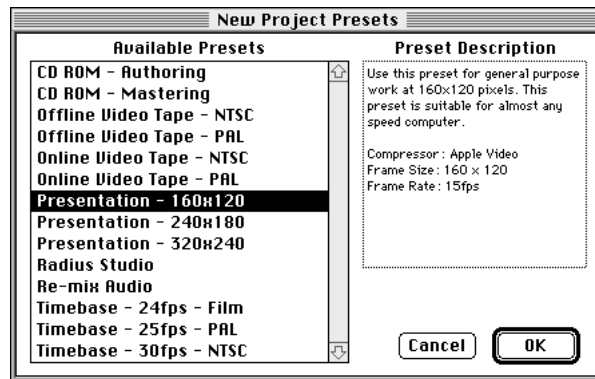 New Project Presets
Available Presets
CD ROM - Authoring
CD ROM - Mastering
Offline Video Tape - NTSC
Offline Video Tape - PAL
Online Video Tape - NTSC
Online Video Tape - PAL
Presentation - 160x120
Presentation - 240x180
Presentation - 320x240
Radius Studio
Re-mix Audio
Timebase - 24fps - Film
Timebase - 25fps - PAL
Timebase - 30fps - NTSC
Preset Description
Use this preset for general purpose
work at 160x120 pixels. This
preset is suitable for almost any
speed computer.
Compressor: Apple Video
Frame Size: 160 x 120
Frame Rate: 15fps
Cancel
OK